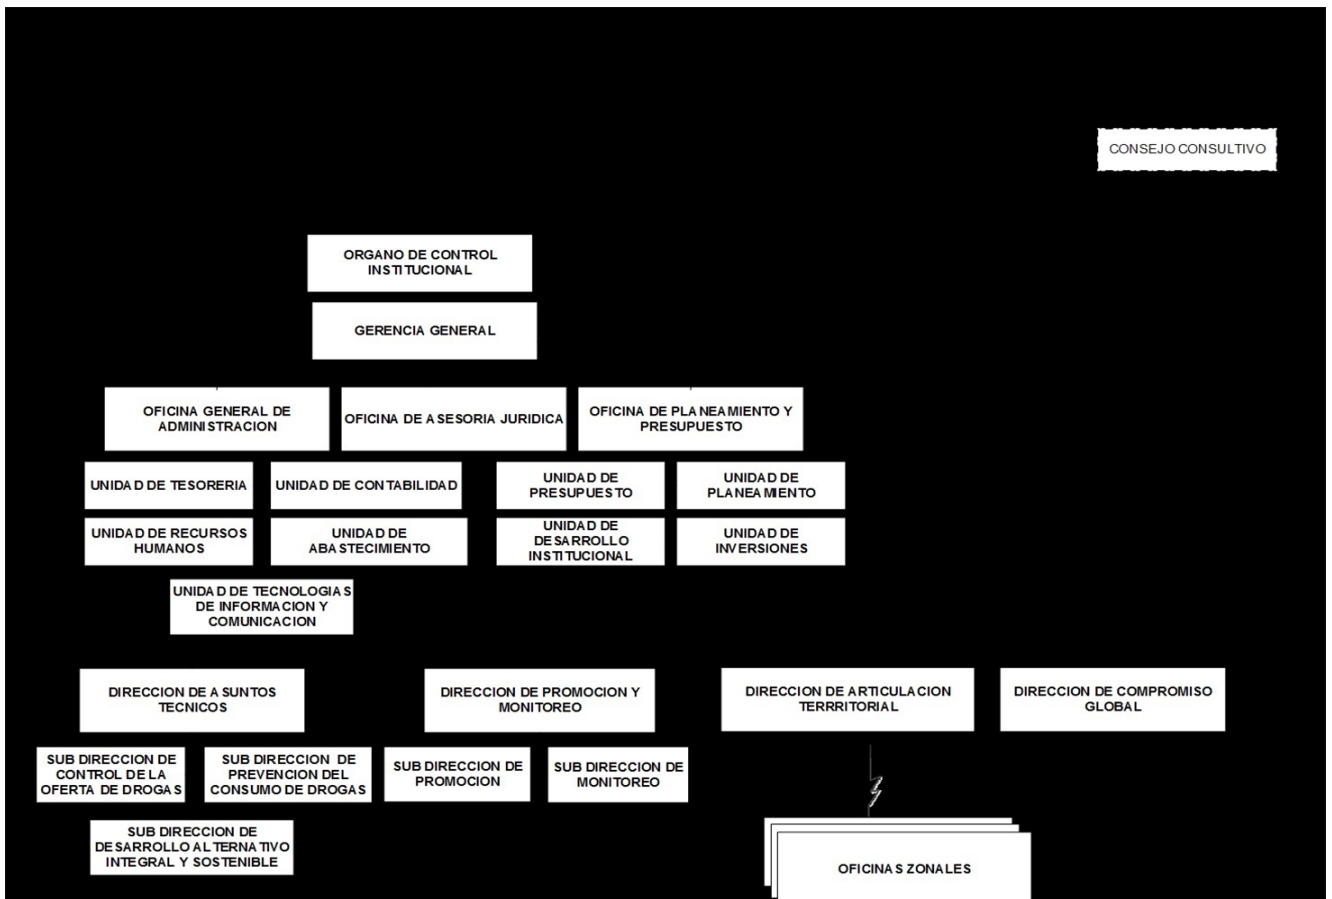 CONSEJO CONSULTIVO
ORGANO DE CONTROL
INSTITUCIONAL
GERENCIA GENERAL
OFICINA GENERAL DE
ADMINISTRACION
OFICINA DE ASESORIA JURIDICA
OFICINA DE PLANEAMIENTO Y
PRESUPUESTO
UNIDAD DE TESORERIA
UNIDAD DE CONTABILIDAD
UNIDAD DE
PRESUPUESTO
UNIDAD DE
PLANEAMIENTO
UNIDAD DE RECURSOS
HUMANOS
UNIDAD DE
ABASTECIMIENTO
UNIDAD DE
DESARROLLO
INSTITUCIONAL
UNIDAD DE
INVERSIONES
UNIDAD DE TECNOLOGIAS
DE INFORMACION Y
COMUNICACION
DIRECCION DE ASUNTOS
TECNICOS
DIRECCION DE PROMOCION Y
MONITOREO
DIRECCION DE ARTICULACION
TERRRITORIAL
DIRECCION DE COMPROMISO
GLOBAL
SUB DIRECCION DE
CONTROL DE LA
OFERTA DE DROGAS
SUB DIRECCION DE
PREVENCION DEL
CONSUMO DE DROGAS
SUB DIRECCION DE
PROMOCION
SUB DIRECCION DE
MONITOREO
SUB DIRECCION DE
DESARROLLO ALTERNATIVO
INTEGRAL Y SOSTENIBLE
OFICINAS ZONALES